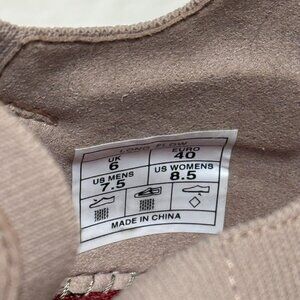 LONG FLOW
UK EURO
6 40
US MENS US WOMENS
7.5 8.5
MADE IN CHINA